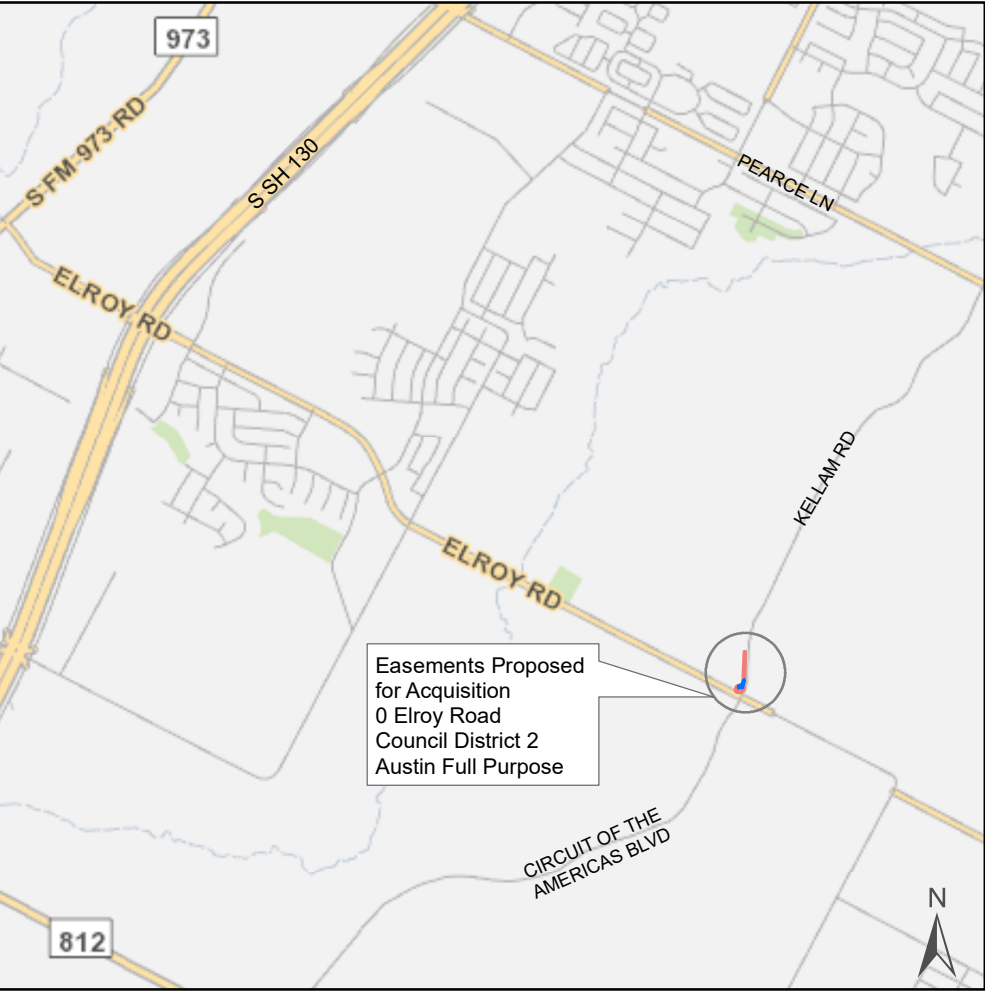 973
S FM-973-RD
S SH 130
PEARCE LN
ELROY RD
KELLAM RD
ELROY RD
Easements Proposed
for Acquisition
0 Elroy Road
Council District 2
Austin Full Purpose
CIRCUIT OF THE
AMERICAS BLVD
N
812